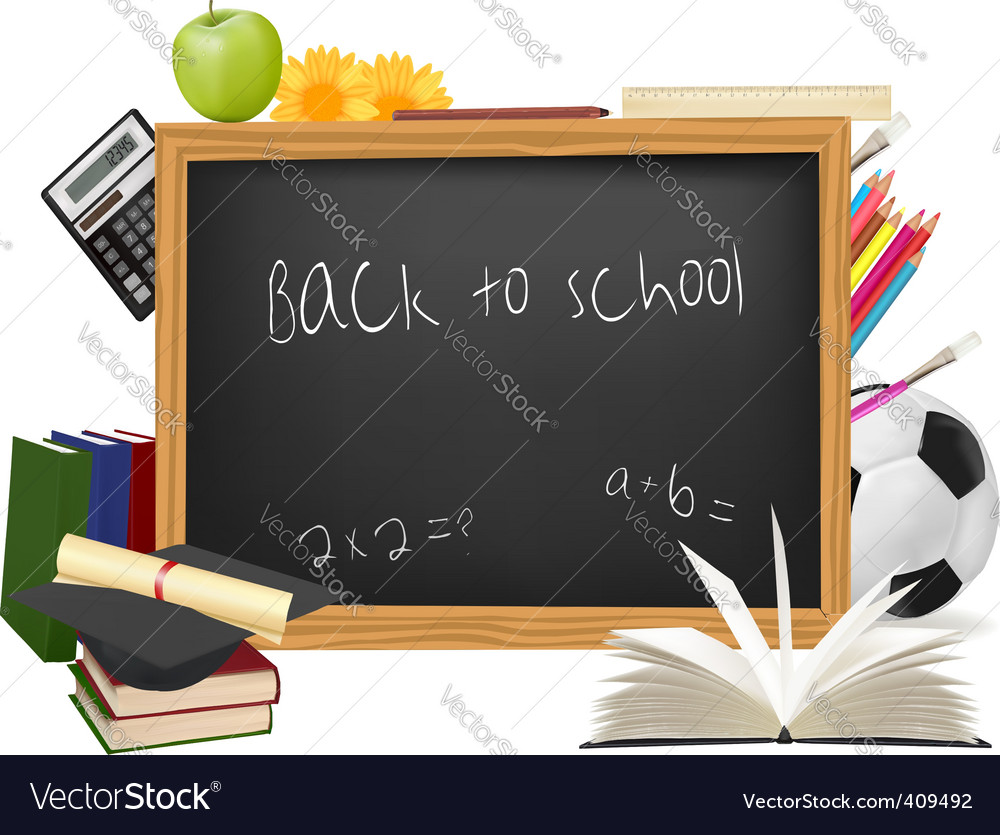 12345
Back to school
a+b=
2x2=?
VectorStock®
VectorStock.com/409492